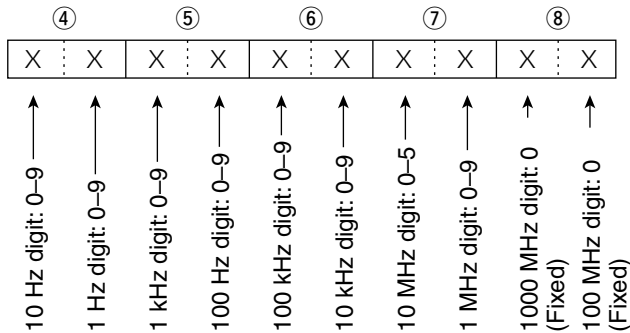 ④ ⑤ ⑥ ⑦ ⑧
X X X X X X X X X X
10 Hz digit: 0–9
1 Hz digit: 0–9
1 kHz digit: 0–9
100 Hz digit: 0–9
100 kHz digit: 0–9
10 kHz digit: 0–9
10 MHz digit: 0–5
1 MHz digit: 0–9
1000 MHz digit: 0
(Fixed)
100 MHz digit: 0
(Fixed)